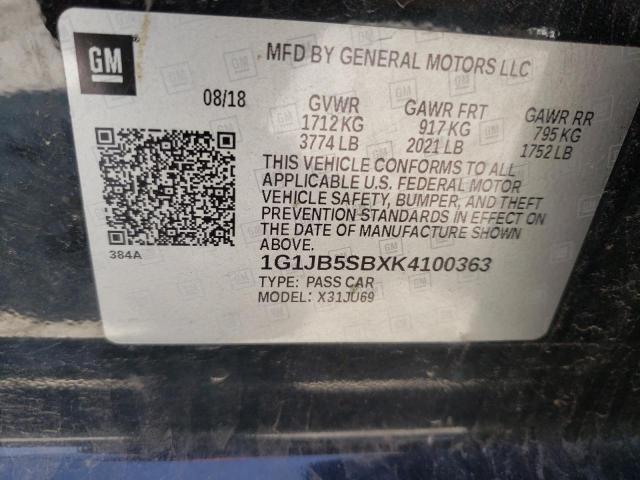 GM
MFD BY GENERAL MOTORS LLC
08/18
GVWR
1712 KG
3774 LB
GAWR FRT
917 KG
2021 LB
GAWR RR
795 KG
1752 LB
THIS VEHICLE CONFORMS TO ALL
APPLICABLE U.S. FEDERAL MOTOR
VEHICLE SAFETY, BUMPER, AND THEFT
PREVENTION STANDARDS IN EFFECT ON
THE DATE OF MANUFACTURE SHOWN
ABOVE.
384A
1G1JB5SBXK4100363
TYPE: PASS CAR
MODEL: X31JU69